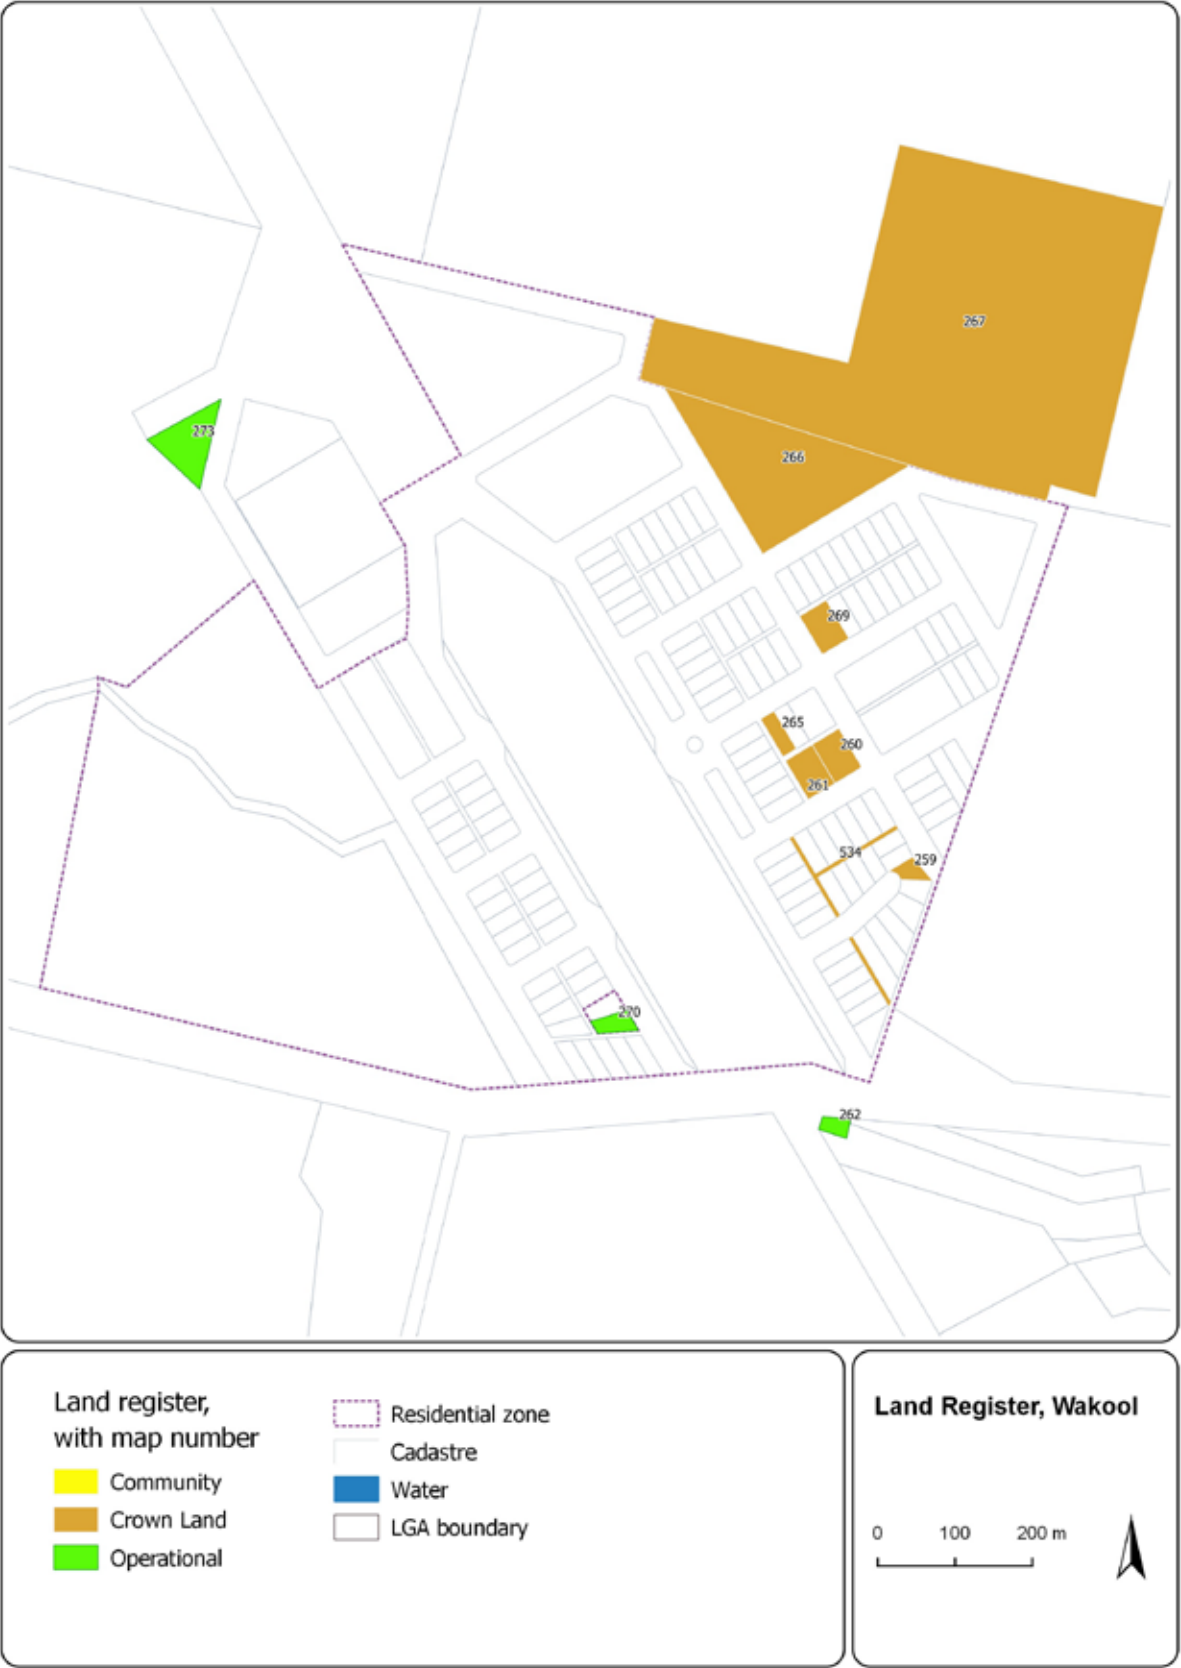 267
273
266
269
265
260
261
534
259
270
262
Land register,
with map number
Community
Crown Land
Operational
Residential zone
Cadastre
Water
LGA boundary
Land Register, Wakool
0 100 200 m